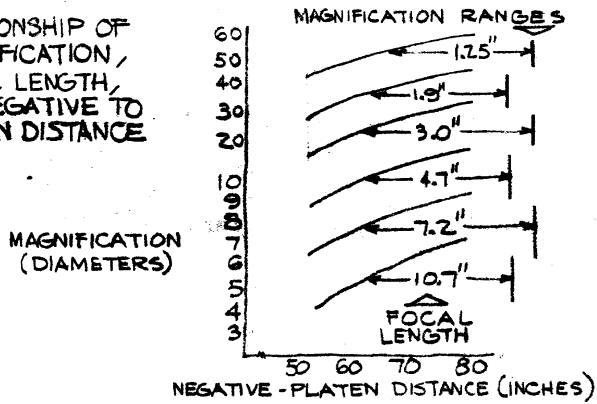 ONSHIP OF
FICATION,
LENGTH,
EGATIVE TO
N DISTANCE
MAGNIFICATION RANGES
60
50
40
30
20
10
9
8
7
6
5
4
3
MAGNIFICATION
(DIAMETERS)
1.25"
1.9"
3.0"
4.7"
7.2"
10.7"
FOCAL
LENGTH
50 60 70 80
NEGATIVE-PLATEN DISTANCE (INCHES)